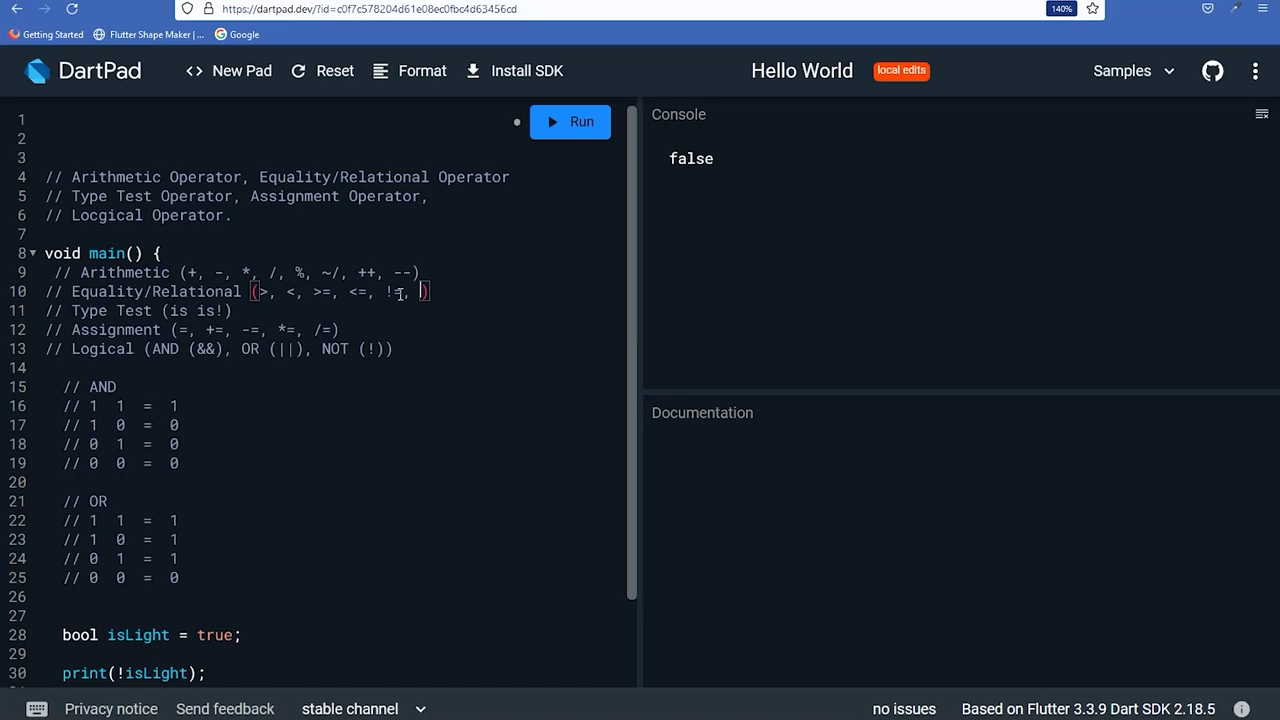 https://dartpad.dev/?id=c0f7c578204d61e08ec0fbc4d63456cd
140%
Getting Started
Flutter Shape Maker | ...
Google
DartPad
<> New Pad
Reset
Format
Install SDK
Hello World
local edits
Samples
Run
Console
false
1
2
3
4 // Arithmetic Operator, Equality/Relational Operator
5 // Type Test Operator, Assignment Operator,
6 // Locgical Operator.
7
8 void main() {
9 // Arithmetic (+, -, *, /, %, ~/, ++, --)
10 // Equality/Relational (>, <, >=, <=, !=, )
11 // Type Test (is is!)
12 // Assignment (=, +=, -=, *=, /=)
13 // Logical (AND (&&), OR (||), NOT (!))
14
15 // AND
16 // 1 1 = 1
17 // 1 0 = 0
18 // 0 1 = 0
19 // 0 0 = 0
20
21 // OR
22 // 1 1 = 1
23 // 1 0 = 1
24 // 0 1 = 1
25 // 0 0 = 0
26
27
28 bool isLight = true;
29
30 print(!isLight);
Documentation
Privacy notice
Send feedback
stable channel
no issues
Based on Flutter 3.3.9 Dart SDK 2.18.5